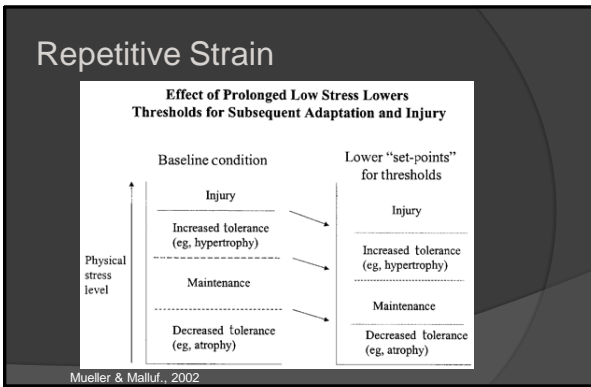 Repetitive Strain
Effect of Prolonged Low Stress Lowers
Thresholds for Subsequent Adaptation and Injury
Baseline condition
Lower “set-points”
for thresholds
Physical
stress
level
Injury
Increased tolerance
(eg, hypertrophy)
Maintenance
Decreased tolerance
(eg, atrophy)
Injury
Increased tolerance
(eg, hypertrophy)
Maintenance
Decreased tolerance
(eg, atrophy)
Mueller & Malluf., 2002